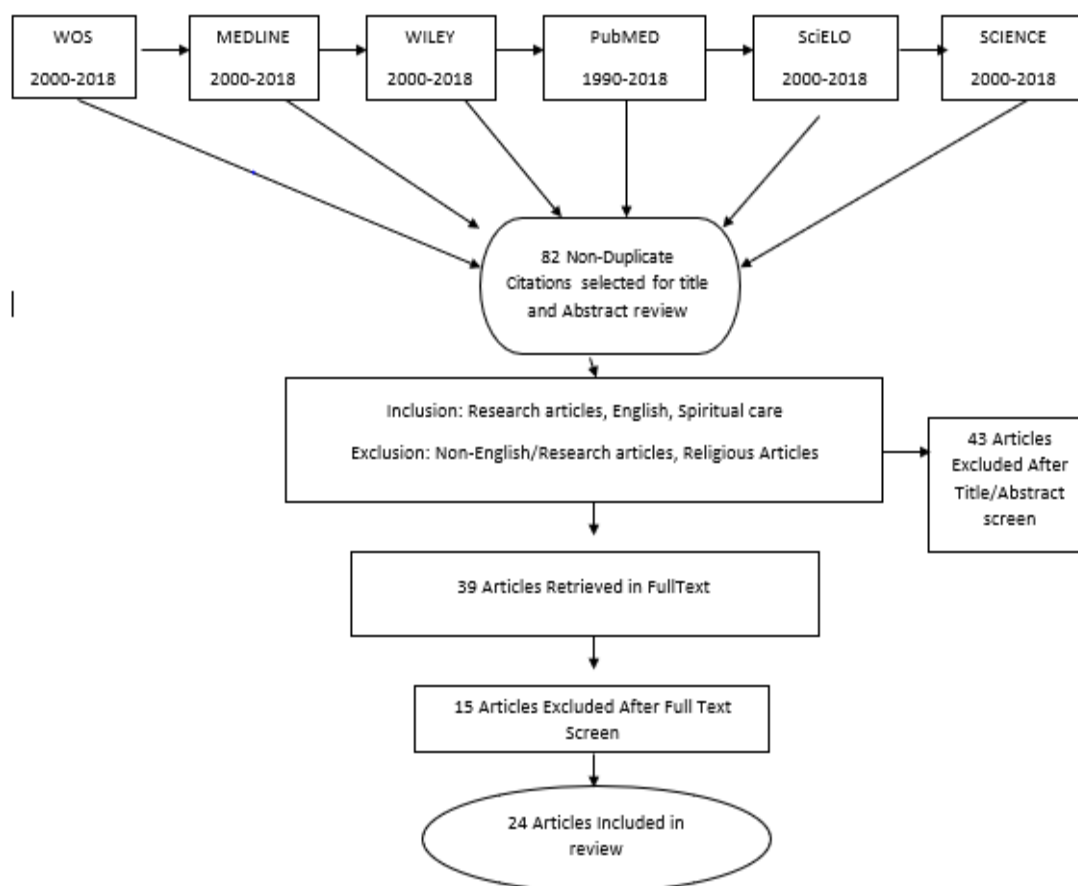 WOS
2000-2018
MEDLINE
2000-2018
WILEY
2000-2018
PubMED
1990-2018
SciELO
2000-2018
SCIENCE
2000-2018
82 Non-Duplicate
Citations selected for title
and Abstract review
Inclusion: Research articles, English, Spiritual care
Exclusion: Non-English/Research articles, Religious Articles
43 Articles
Excluded After
Title/Abstract
screen
39 Articles Retrieved in FullText
15 Articles Excluded After Full Text
Screen
24 Articles Included in
review